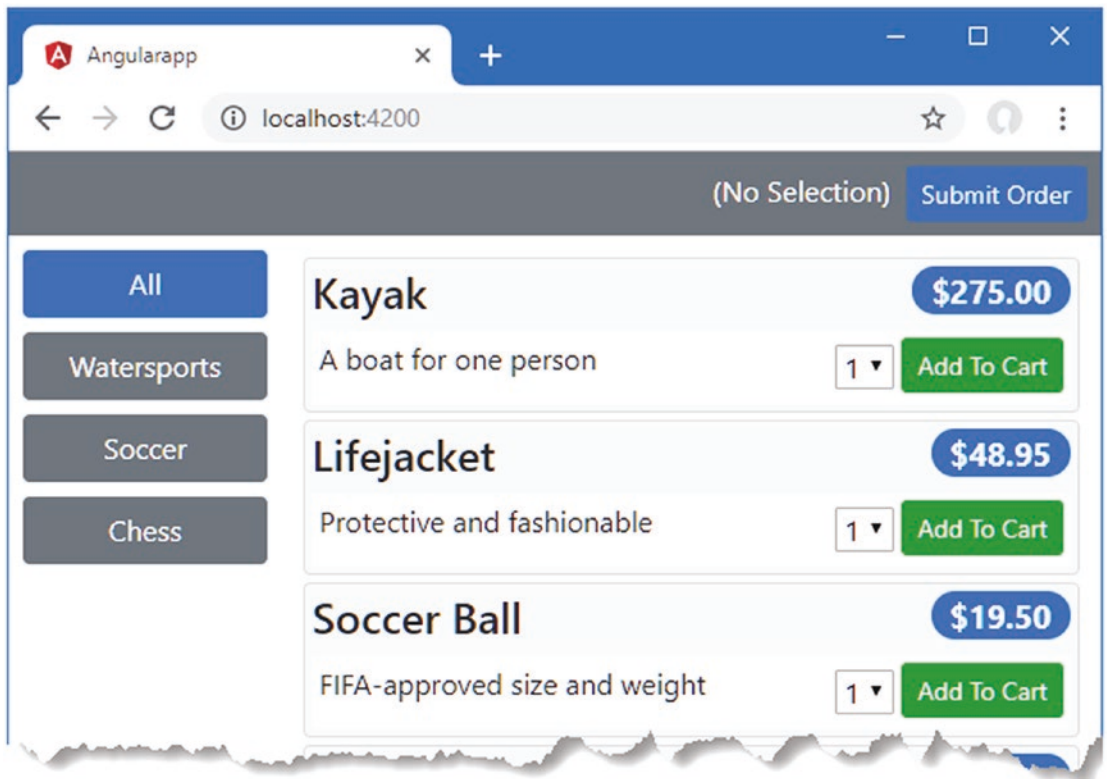 Angularapp
localhost:4200
(No Selection) Submit Order
All
Watersports
Soccer
Chess
Kayak $275.00
A boat for one person 1 Add To Cart
Lifejacket $48.95
Protective and fashionable 1 Add To Cart
Soccer Ball $19.50
FIFA-approved size and weight 1 Add To Cart